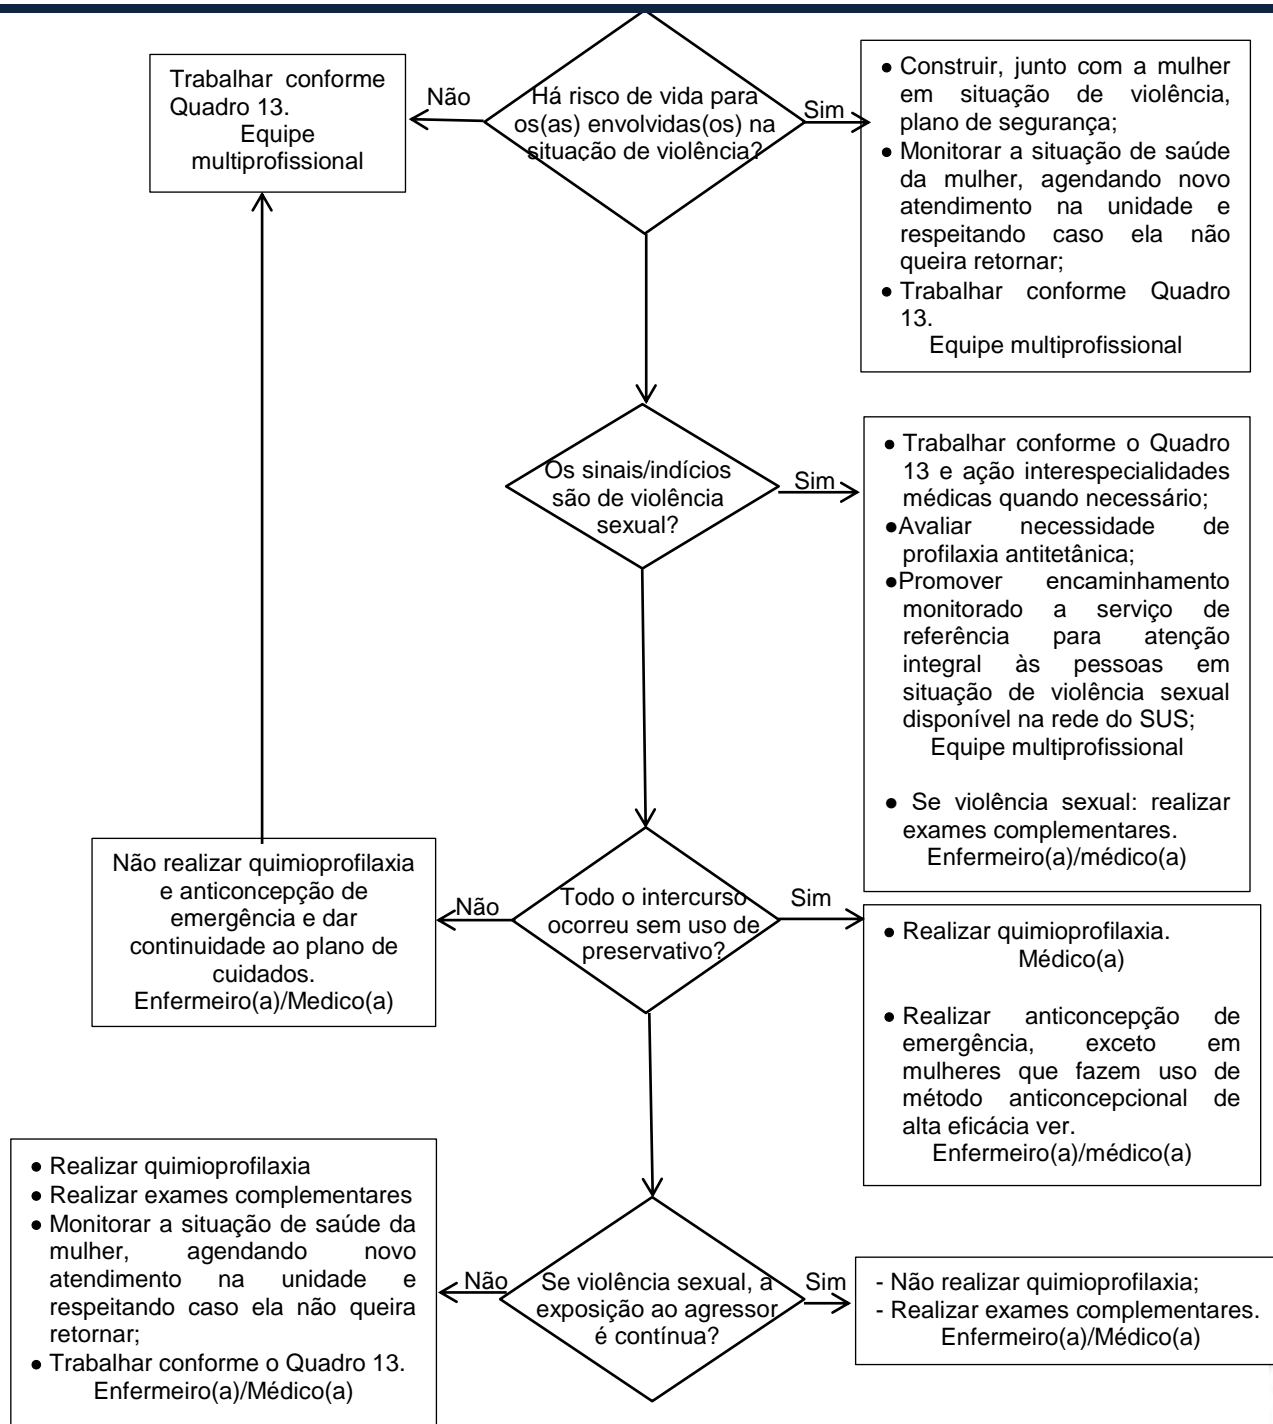 Trabalhar conforme
Quadro 13.
Equipe
multiprofissional
Não
Há risco de vida para
os(as) envolvidas(os) na
situação de violência?
Sim
● Construir, junto com a mulher
em situação de violência,
plano de segurança;
● Monitorar a situação de saúde
da mulher, agendando novo
atendimento na unidade e
respeitando caso ela não
queira retornar;
● Trabalhar conforme Quadro
13.
Equipe multiprofissional
Os sinais/indícios
são de violência
sexual?
Sim
● Trabalhar conforme o Quadro
13 e ação interespecialidades
médicas quando necessário;
●Avaliar necessidade de
profilaxia antitetânica;
●Promover encaminhamento
monitorado a serviço de
referência para atenção
integral às pessoas em
situação de violência sexual
disponível na rede do SUS;
Equipe multiprofissional
● Se violência sexual: realizar
exames complementares.
Enfermeiro(a)/médico(a)
Não realizar quimioprofilaxia
e anticoncepção de
emergência e dar
continuidade ao plano de
cuidados.
Enfermeiro(a)/Medico(a)
Não
Todo o intercurso
ocorreu sem uso de
preservativo?
Sim
● Realizar quimioprofilaxia.
Médico(a)
● Realizar anticoncepção de
emergência, exceto em
mulheres que fazem uso de
método anticoncepcional de
alta eficácia ver.
Enfermeiro(a)/médico(a)
● Realizar quimioprofilaxia
● Realizar exames complementares
● Monitorar a situação de saúde da
mulher, agendando novo
atendimento na unidade e
respeitando caso ela não queira
retornar;
● Trabalhar conforme o Quadro 13.
Enfermeiro(a)/Médico(a)
Não
Se violência sexual, a
exposição ao agressor
é contínua?
Sim
- Não realizar quimioprofilaxia;
- Realizar exames complementares.
Enfermeiro(a)/Médico(a)